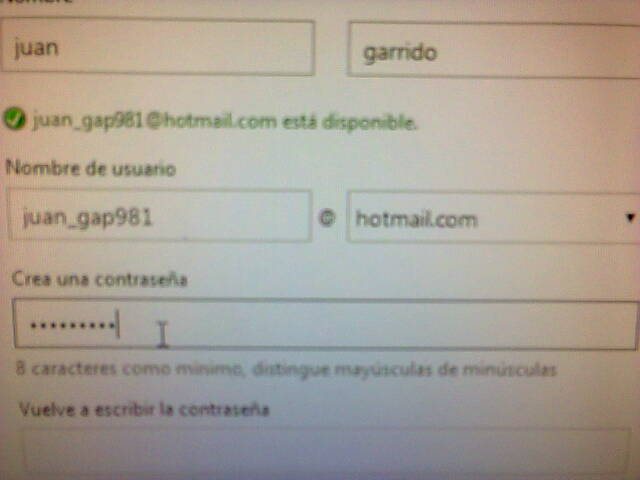 Nombre
juan garrido
juan_gap981@hotmail.com está disponible.
Nombre de usuario
juan_gap981 @ hotmail.com
Crea una contraseña
•••••••••
8 caracteres como mínimo, distingue mayúsculas de minúsculas
Vuelve a escribir la contraseña